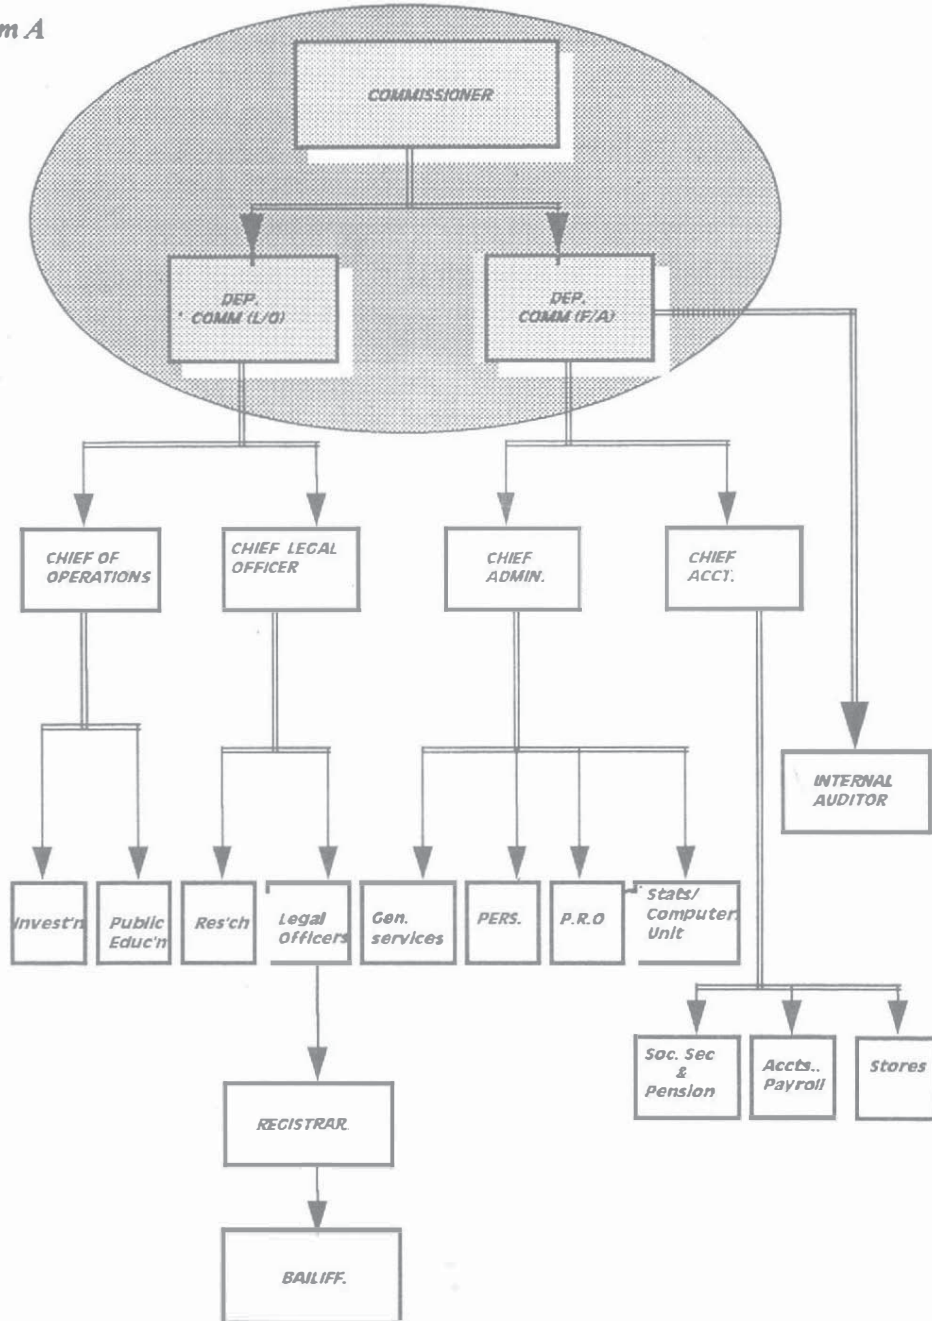 m A
COMMISSIONER
DEP.
COMM (L/O)
DEP.
COMM (F/A)
CHIEF OF
OPERATIONS
CHIEF LEGAL
OFFICER
CHIEF
ADMIN.
CHIEF
ACCT.
INTERNAL
AUDITOR
Invest'n
Public
Educ'n
Res'ch
Legal
Officers
Gen.
services
PERS.
P.R.O
Stats/
Computer
Unit
Soc. Sec
&
Pension
Accts..
Payroll
Stores
REGISTRAR.
BAILIFF.